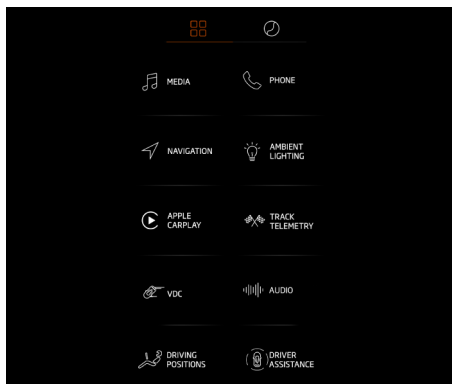 MEDIA
PHONE
NAVIGATION
AMBIENT
LIGHTING
APPLE
CARPLAY
TRACK
TELEMETRY
VDC
AUDIO
DRIVING
POSITIONS
DRIVER
ASSISTANCE